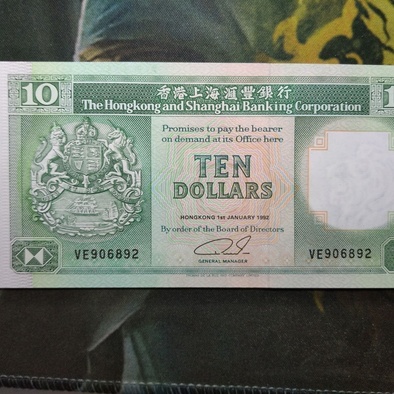 10
香港上海滙豐銀行
The Hongkong and Shanghai Banking Corporation
Promises to pay the bearer
on demand at its Office here
TEN
DOLLARS
HONGKONG 1st JANUARY 1992
By order of the Board of Directors
VE906892
VE906892
GENERAL MANAGER